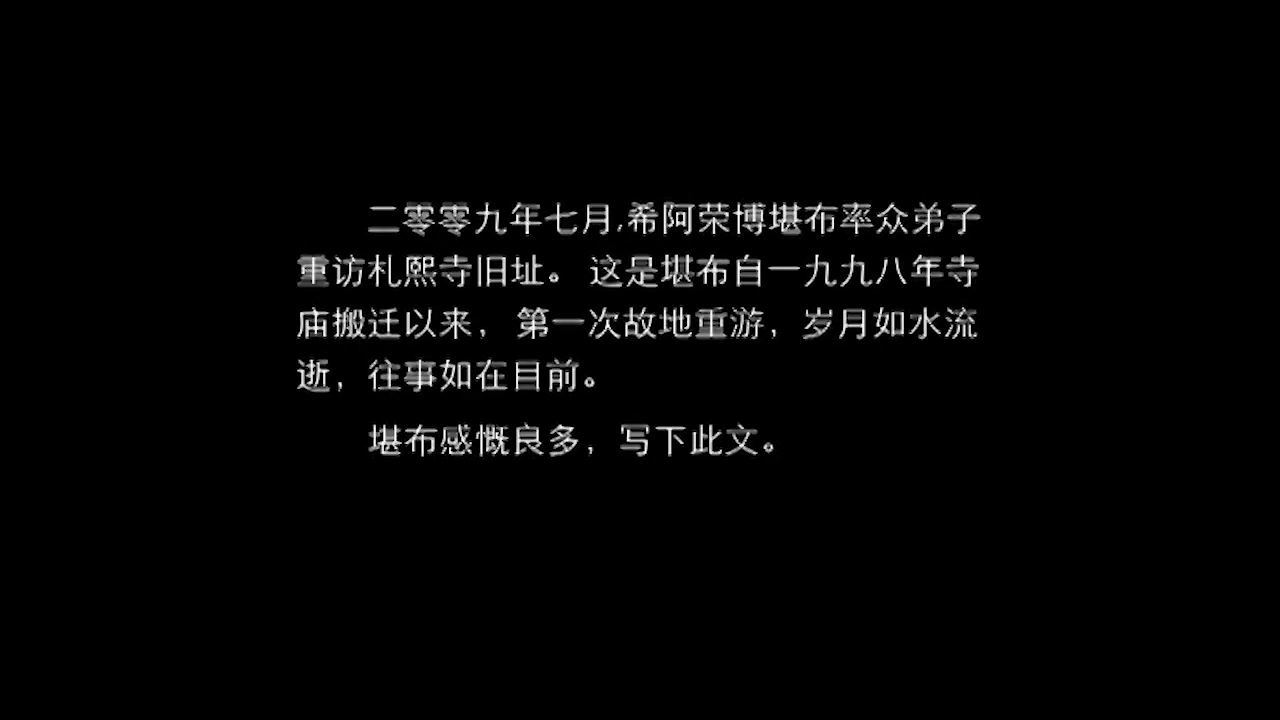 二零零九年七月,希阿荣博堪布率众弟子
重访札熙寺旧址。 这是堪布自一九九八年寺
庙搬迁以来， 第一次故地重游，岁月如水流
逝，往事如在目前。
堪布感慨良多，写下此文。